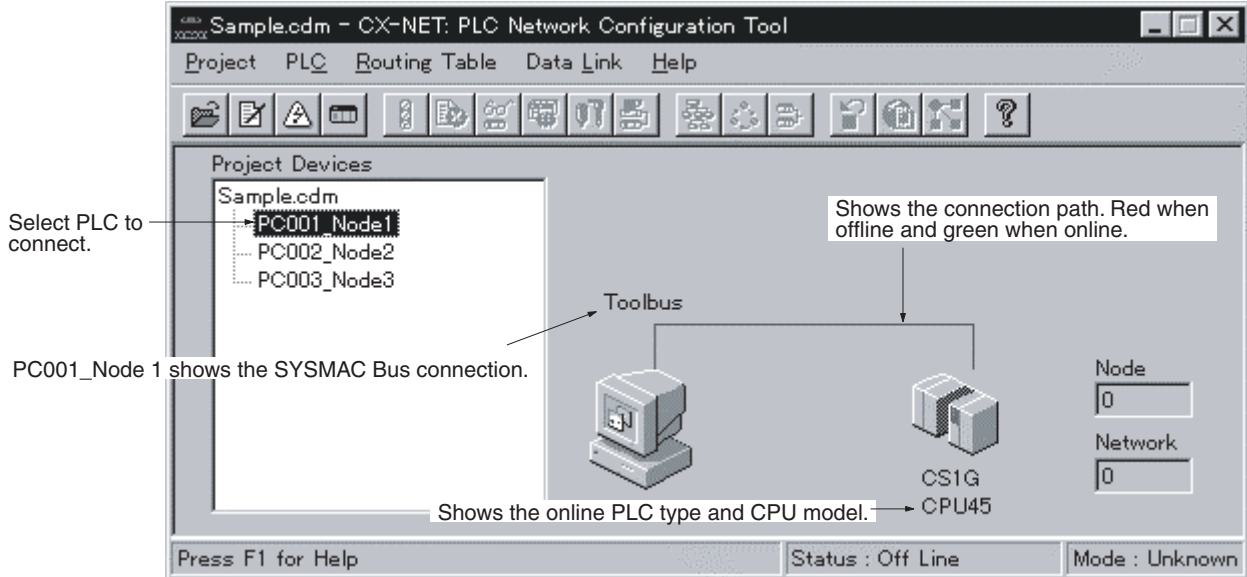 Sample.cdm - CX-NET: PLC Network Configuration Tool
Project PLC Routing Table Data Link Help
Project Devices
Sample.cdm
Select PLC to
connect.
PC001_Node1
PC002_Node2
PC003_Node3
Shows the connection path. Red when
offline and green when online.
Toolbus
PC001_Node 1 shows the SYSMAC Bus connection.
Node
0
Network
0
CS1G
CPU45
Shows the online PLC type and CPU model.
Press F1 for Help
Status : Off Line
Mode : Unknown